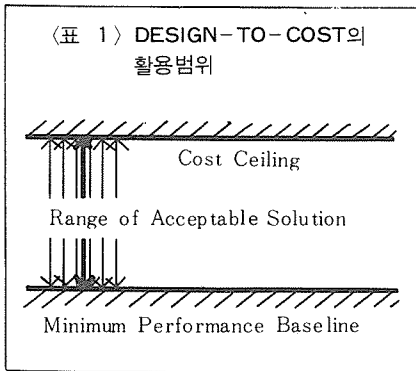 〈표 1〉 DESIGN-TO-COST의
활용범위
Cost Ceiling
Range of Acceptable Solution
Minimum Performance Baseline